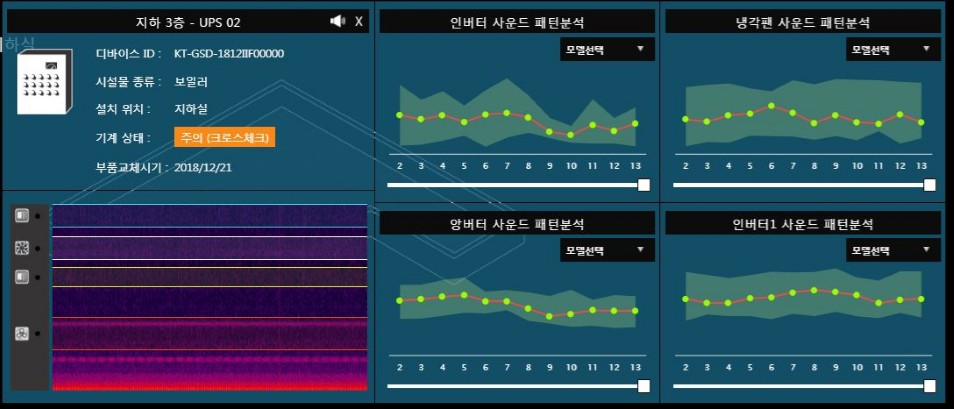 지하 3층 - UPS 02
X
하실
디바이스 ID : KT-GSD-1812IIF00000
시설물 종류 : 보일러
설치 위치 : 지하실
기계 상태 : 주의 (크로스체크)
부품교체시기 : 2018/12/21
인버터 사운드 패턴분석
모델선택
2 3 4 5 6 7 8 9 10 11 12 13
냉각팬 사운드 패턴분석
모델선택
2 3 4 5 6 7 8 9 10 11 12 13
앙버터 사운드 패턴분석
모델선택
2 3 4 5 6 7 8 9 10 11 12 13
인버터1 사운드 패턴분석
모델선택
2 3 4 5 6 7 8 9 10 11 12 13